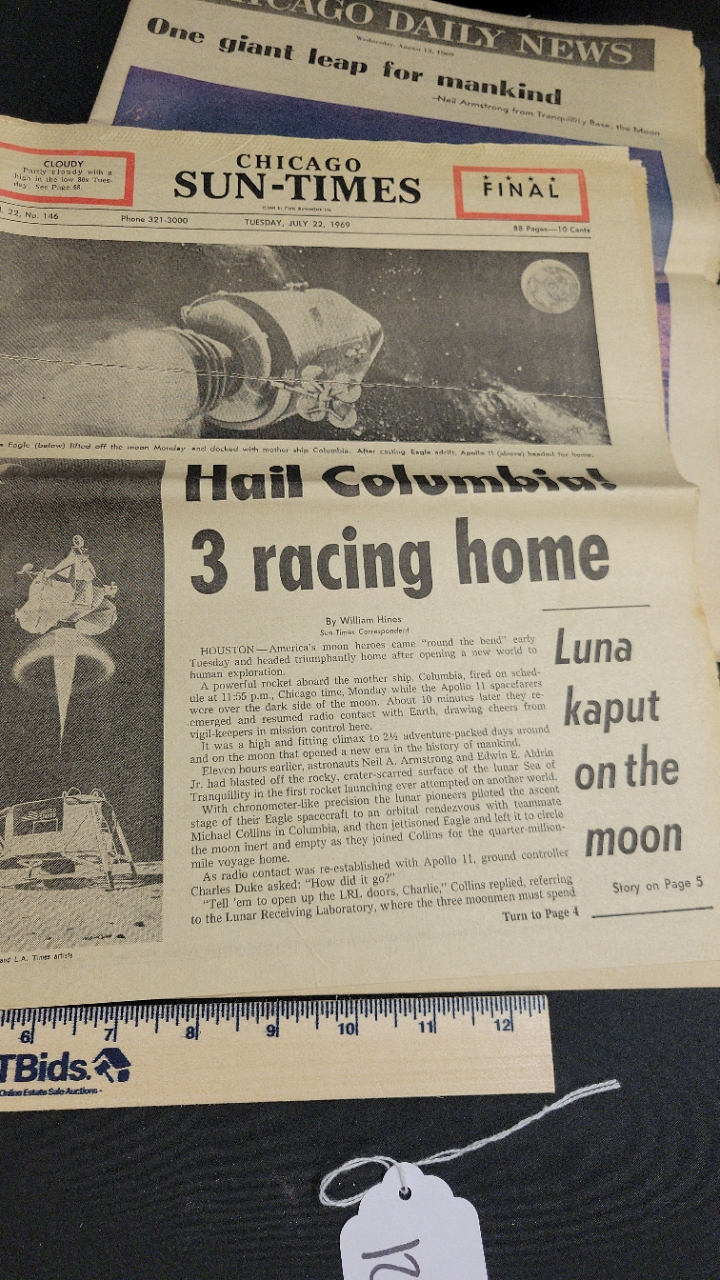 CHICAGO DAILY NEWS
Wednesday, August 13, 1969
One giant leap for mankind
—Neil Armstrong from Tranquility Base, the Moon
CLOUDY
Partly cloudy with a
high in the low 80s Tues-
day. See Page 88.
CHICAGO
SUN-TIMES
★ ★ ★ ★
FINAL
. 22, No. 146
Phone 321-3000
TUESDAY, JULY 22, 1969
88 Pages—10 Cents
Eagle (below) lifted off the moon Monday and docked with mother ship Columbia. After casting Eagle adrift, Apollo 11 (above) headed for home.
Hail Columbia!
3 racing home
By William Hines
Sun-Times Correspondent
HOUSTON—America's moon heroes came "round the bend" early
Tuesday and headed triumphantly home after opening a new world to
human exploration.
A powerful rocket aboard the mother ship, Columbia, fired on sched-
ule at 11:55 p.m., Chicago time, Monday while the Apollo 11 spacefarers
were over the dark side of the moon. About 10 minutes later they re-
emerged and resumed radio contact with Earth, drawing cheers from
vigil-keepers in mission control here.
It was a high and fitting climax to 2½ adventure-packed days around
and on the moon that opened a new era in the history of mankind.
Eleven hours earlier, astronauts Neil A. Armstrong and Edwin E. Aldrin
Jr. had blasted off the rocky, crater-scarred surface of the lunar Sea of
Tranquility in the first rocket launching ever attempted on another world.
With chronometer-like precision the lunar pioneers piloted the ascent
stage of their Eagle spacecraft to an orbital rendezvous with teammate
Michael Collins in Columbia, and then jettisoned Eagle and left it to circle
the moon inert and empty as they joined Collins for the quarter-million-
mile voyage home.
As radio contact was re-established with Apollo 11, ground controller
Charles Duke asked: "How did it go?"
"Tell 'em to open up the LRL doors, Charlie," Collins replied, referring
to the Lunar Receiving Laboratory, where the three moonmen must spend
Turn to Page 4
Luna
kaput
on the
moon
Story on Page 5
and L.A. Times artists
6 7 8 9 10 11 12
TBids.
Online Estate Sale Auctions
12